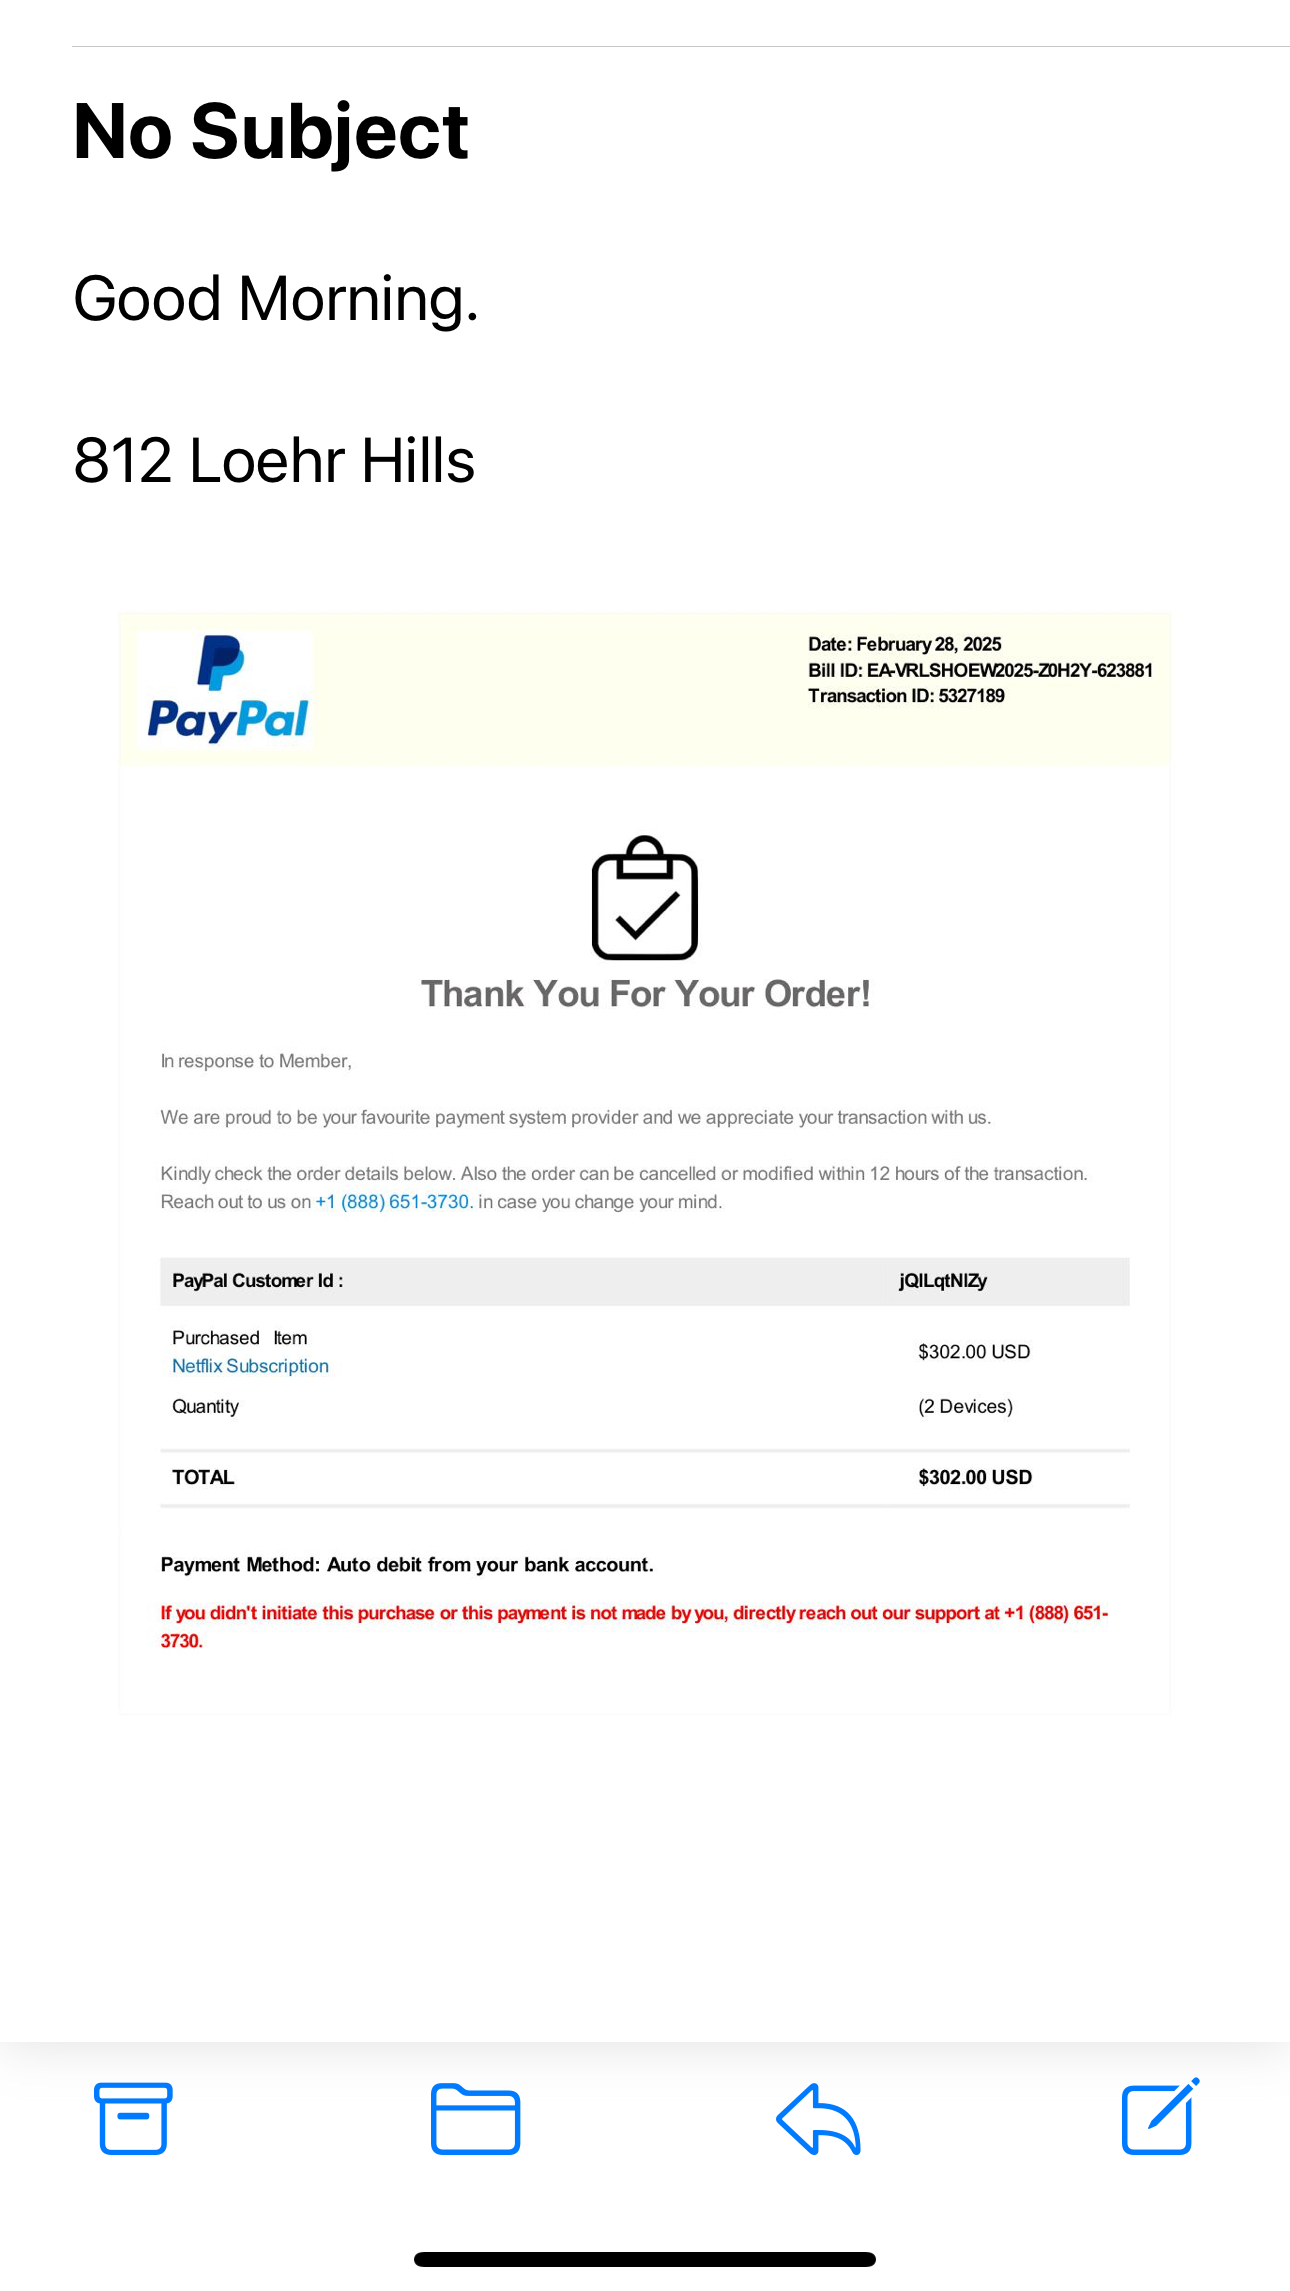 No Subject
Good Morning.
812 Loehr Hills
PayPal
Date: February 28, 2025
Bill ID: EA-VRLSHOEW2025-Z0H2Y-623881
Transaction ID: 5327189
Thank You For Your Order!
In response to Member,
We are proud to be your favourite payment system provider and we appreciate your transaction with us.
Kindly check the order details below. Also the order can be cancelled or modified within 12 hours of the transaction.
Reach out to us on +1 (888) 651-3730. in case you change your mind.
PayPal Customer Id : jQILqtNIZy
Purchased Item
Netflix Subscription
$302.00 USD
Quantity (2 Devices)
TOTAL $302.00 USD
Payment Method: Auto debit from your bank account.
If you didn't initiate this purchase or this payment is not made by you, directly reach out our support at +1 (888) 651-
3730.